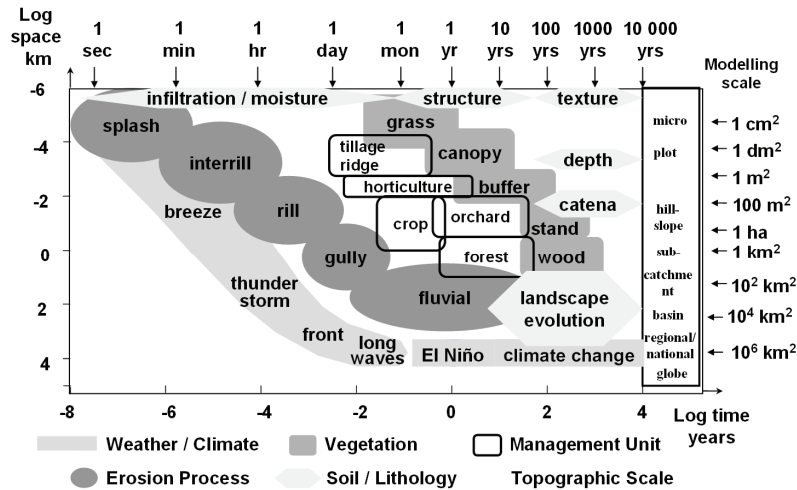 Log space km
1 sec
1 min
1 hr
1 day
1 mon
1 yr
10 yrs
100 yrs
1000 yrs
10 000 yrs
Modelling scale
-6
-4
-2
0
2
4
infiltration / moisture
structure
texture
splash
grass
tillage ridge
canopy
depth
interrill
horticulture
buffer
breeze
rill
crop
orchard
catena
stand
gully
forest
wood
thunder storm
fluvial
landscape evolution
front
long waves
El Niño
climate change
micro
plot
hill-slope
sub-catchment
basin
regional/national
globe
1 cm²
1 dm²
1 m²
100 m²
1 ha
1 km²
10² km²
10⁴ km²
10⁶ km²
-8
-6
-4
-2
0
2
4
Log time years
Weather / Climate
Vegetation
Management Unit
Erosion Process
Soil / Lithology
Topographic Scale